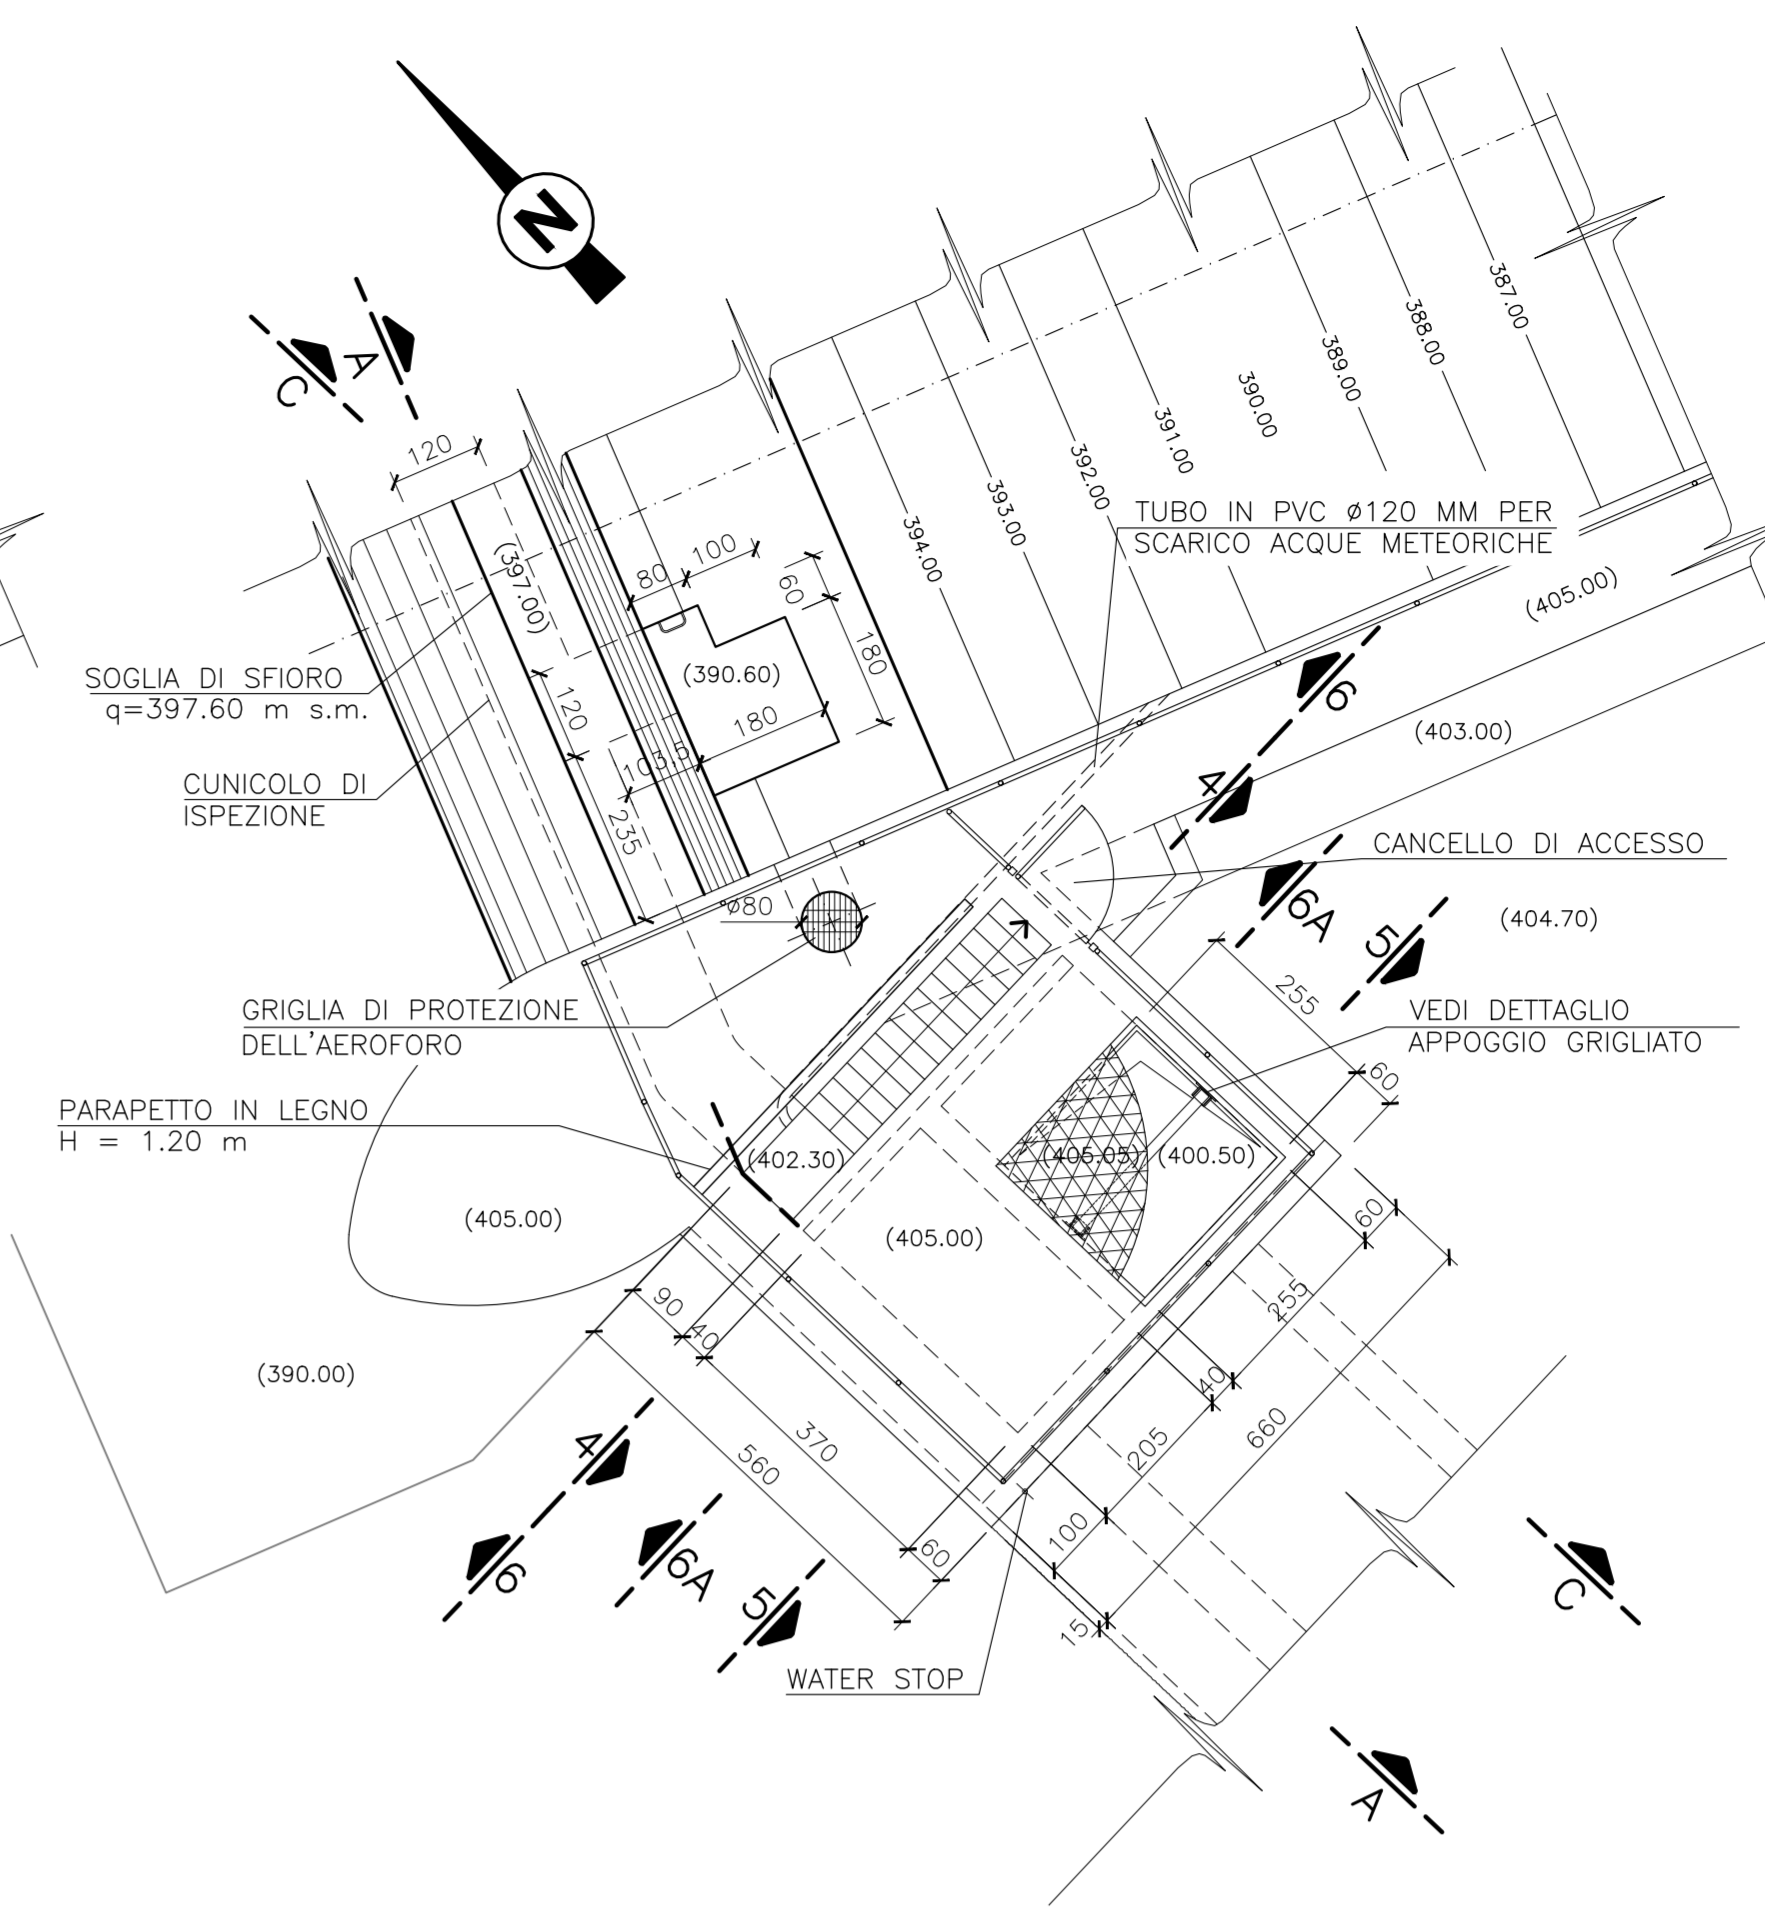 N
C
A
120
(397.00)
80
100
60
180
(390.60)
180
103.5
120
235
394.00
393.00
392.00
391.00
390.00
389.00
388.00
387.00
TUBO IN PVC ø120 MM PER
SCARICO ACQUE METEORICHE
(405.00)
SOGLIA DI SFIORO
q=397.60 m s.m.
CUNICOLO DI
ISPEZIONE
6
(403.00)
4
CANCELLO DI ACCESSO
6A
5
(404.70)
ø80
GRIGLIA DI PROTEZIONE
DELL'AEROFORO
255
VEDI DETTAGLIO
APPOGGIO GRIGLIATO
60
PARAPETTO IN LEGNO
H = 1.20 m
(402.30)
(405.05)
(400.50)
(405.00)
(405.00)
60
255
90
40
40
660
(390.00)
370
560
205
100
60
15
4
6
6A
5
WATER STOP
C
A